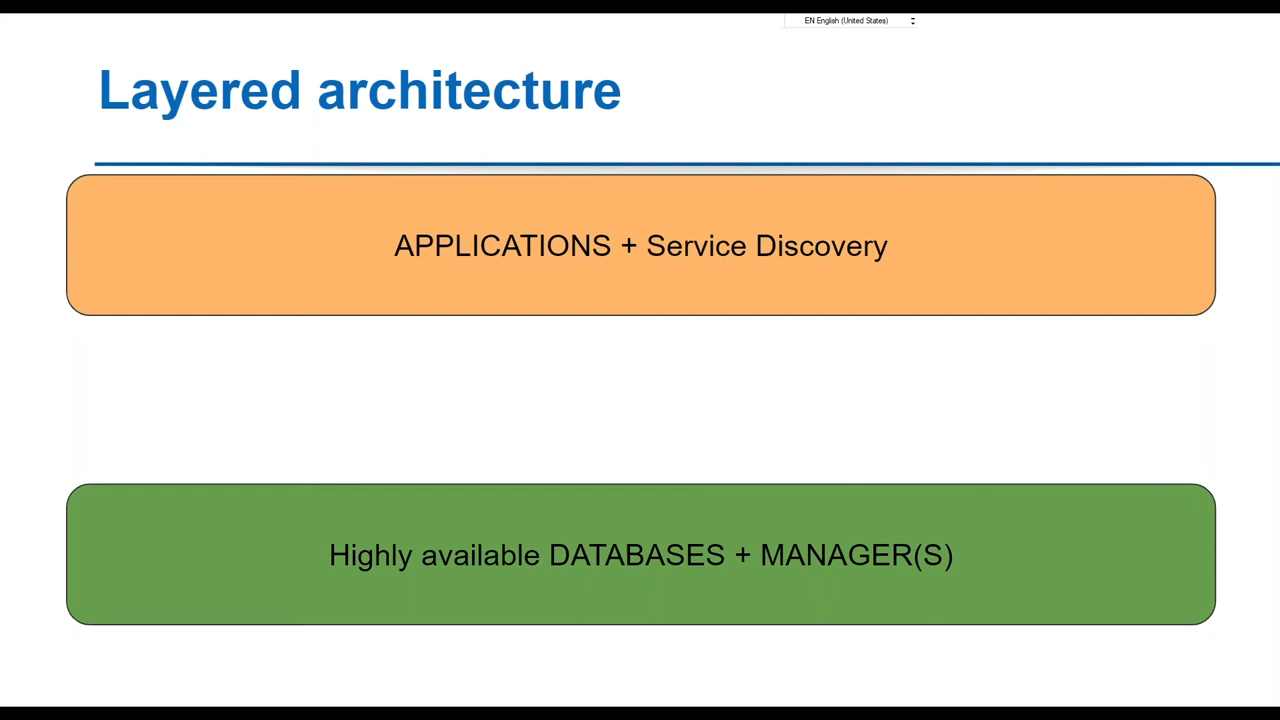 EN English (United States)
Layered architecture
APPLICATIONS + Service Discovery
Highly available DATABASES + MANAGER(S)